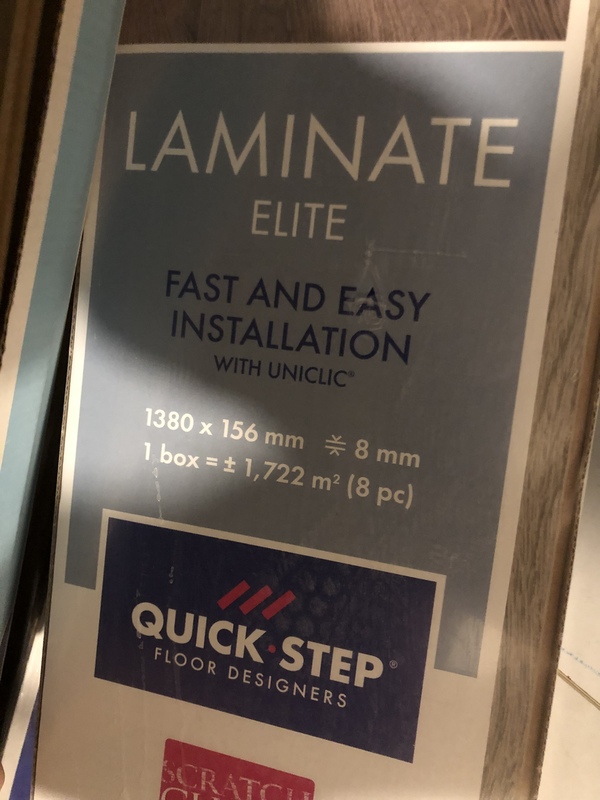 LAMINATE
ELITE
FAST AND EASY
INSTALLATION
WITH UNICLIC®
1380 x 156 mm 8 mm
1 box = ± 1,722 m² (8 pc)
QUICK·STEP®
FLOOR DESIGNERS
SCRATCH